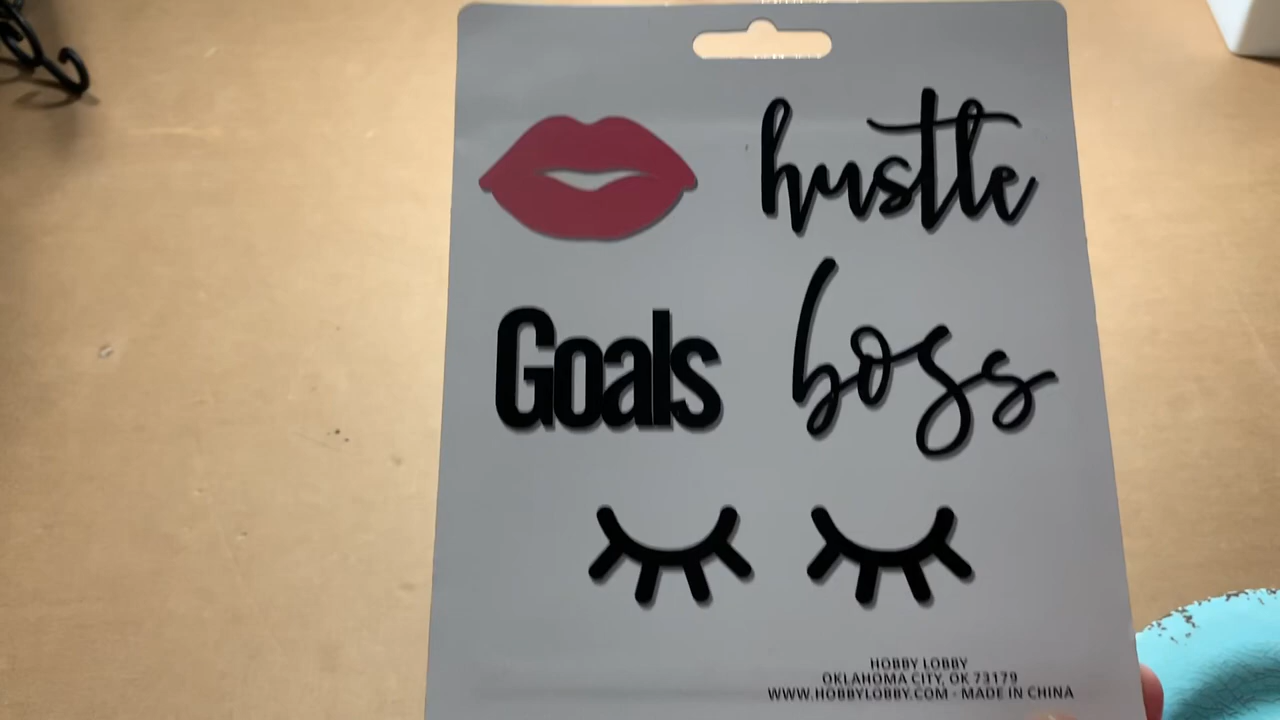 hustle
Goals
boss
HOBBY LOBBY
OKLAHOMA CITY, OK 73179
WWW.HOBBYLOBBY.COM - MADE IN CHINA